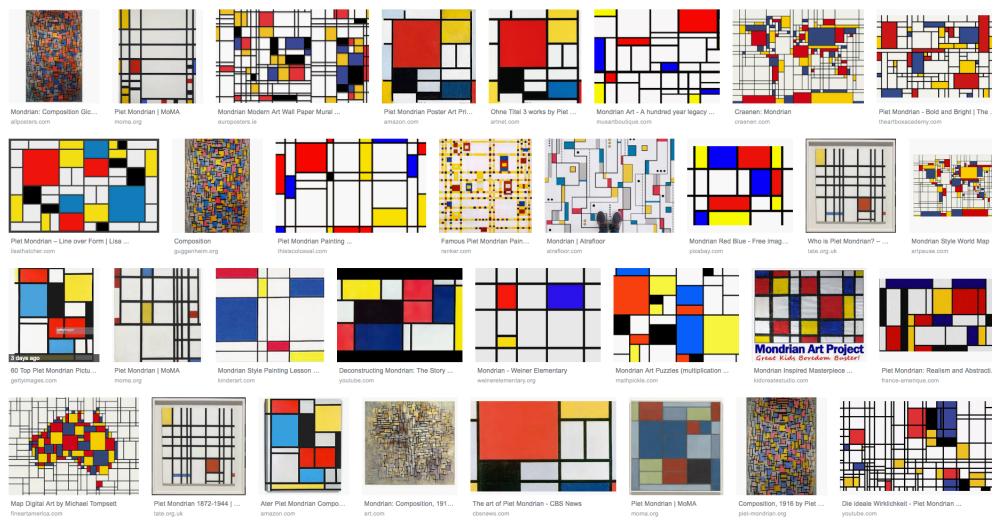 Mondrian: Composition Gic...
allposters.com
Piet Mondrian | MoMA
moma.org
Mondrian Modern Art Wall Paper Mural ...
europosters.ie
Piet Mondrian Poster Art Pri...
amazon.com
Ohne Titel 3 works by Piet ...
artnet.com
Mondrian Art - A hundred year legacy ...
musartboutique.com
Craenen: Mondrian
craenen.com
Piet Mondrian - Bold and Bright | The ...
theartboxacademy.com
Piet Mondrian – Line over Form | Lisa ...
lisathatcher.com
Composition
guggenheim.org
Piet Mondrian Painting ...
thisiscolossal.com
Famous Piet Mondrian Pain...
ranker.com
Mondrian | Atrafloor
atrafloor.com
Mondrian Red Blue - Free imag...
pixabay.com
Who is Piet Mondrian? – ...
tate.org.uk
Mondrian Style World Map
artpause.com
3 days ago
60 Top Piet Mondrian Pictu...
gettyimages.com
Piet Mondrian | MoMA
moma.org
Mondrian Style Painting Lesson ...
kinderart.com
Deconstructing Mondrian: The Story ...
youtube.com
Mondrian - Weiner Elementary
weinerelementary.org
Mondrian Art Puzzles (multiplication ...
mathpickle.com
Mondrian Art Project
Great Kids Boredom Buster!
Mondrian Inspired Masterpiece ...
kidcreatestudio.com
Piet Mondrian: Realism and Abstracti...
france-amerique.com
Map Digital Art by Michael Tompsett
fineartamerica.com
Piet Mondrian 1872-1944 | ...
tate.org.uk
Ater Piet Mondrian Compo...
amazon.com
Mondrian: Composition, 191...
art.com
The art of Piet Mondrian - CBS News
cbsnews.com
Piet Mondrian | MoMA
moma.org
Composition, 1916 by Piet ...
piet-mondrian.org
Die ideale Wirklichkeit - Piet Mondrian ...
youtube.com